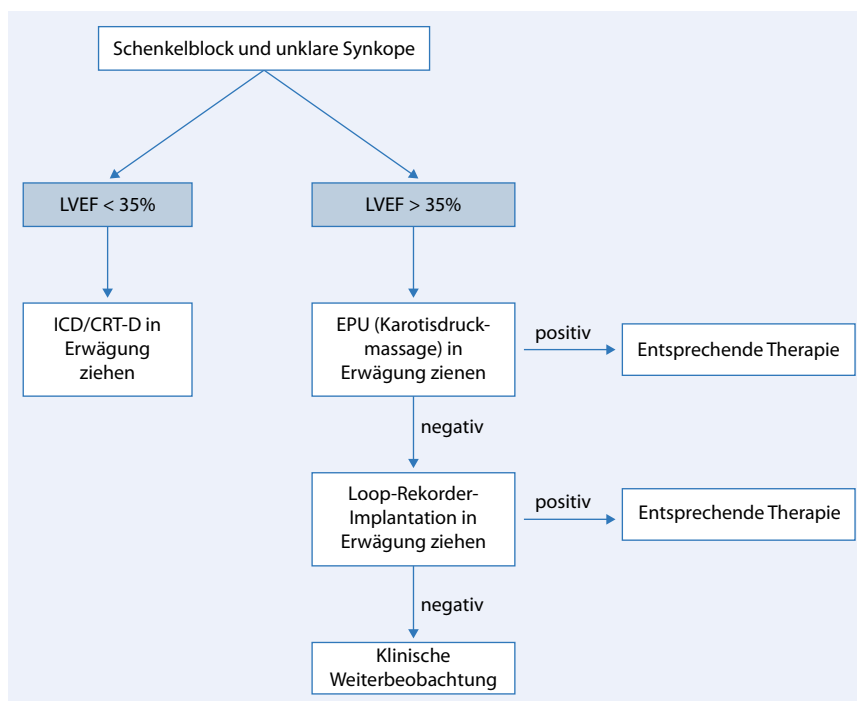 Schenkelblock und unklare Synkope
LVEF < 35%
LVEF > 35%
ICD/CRT-D in
Erwägung
ziehen
EPU (Karotisdruck-
massage) in
Erwägung zienen
positiv
Entsprechende Therapie
negativ
Loop-Rekorder-
Implantation in
Erwägung ziehen
positiv
Entsprechende Therapie
negativ
Klinische
Weiterbeobachtung